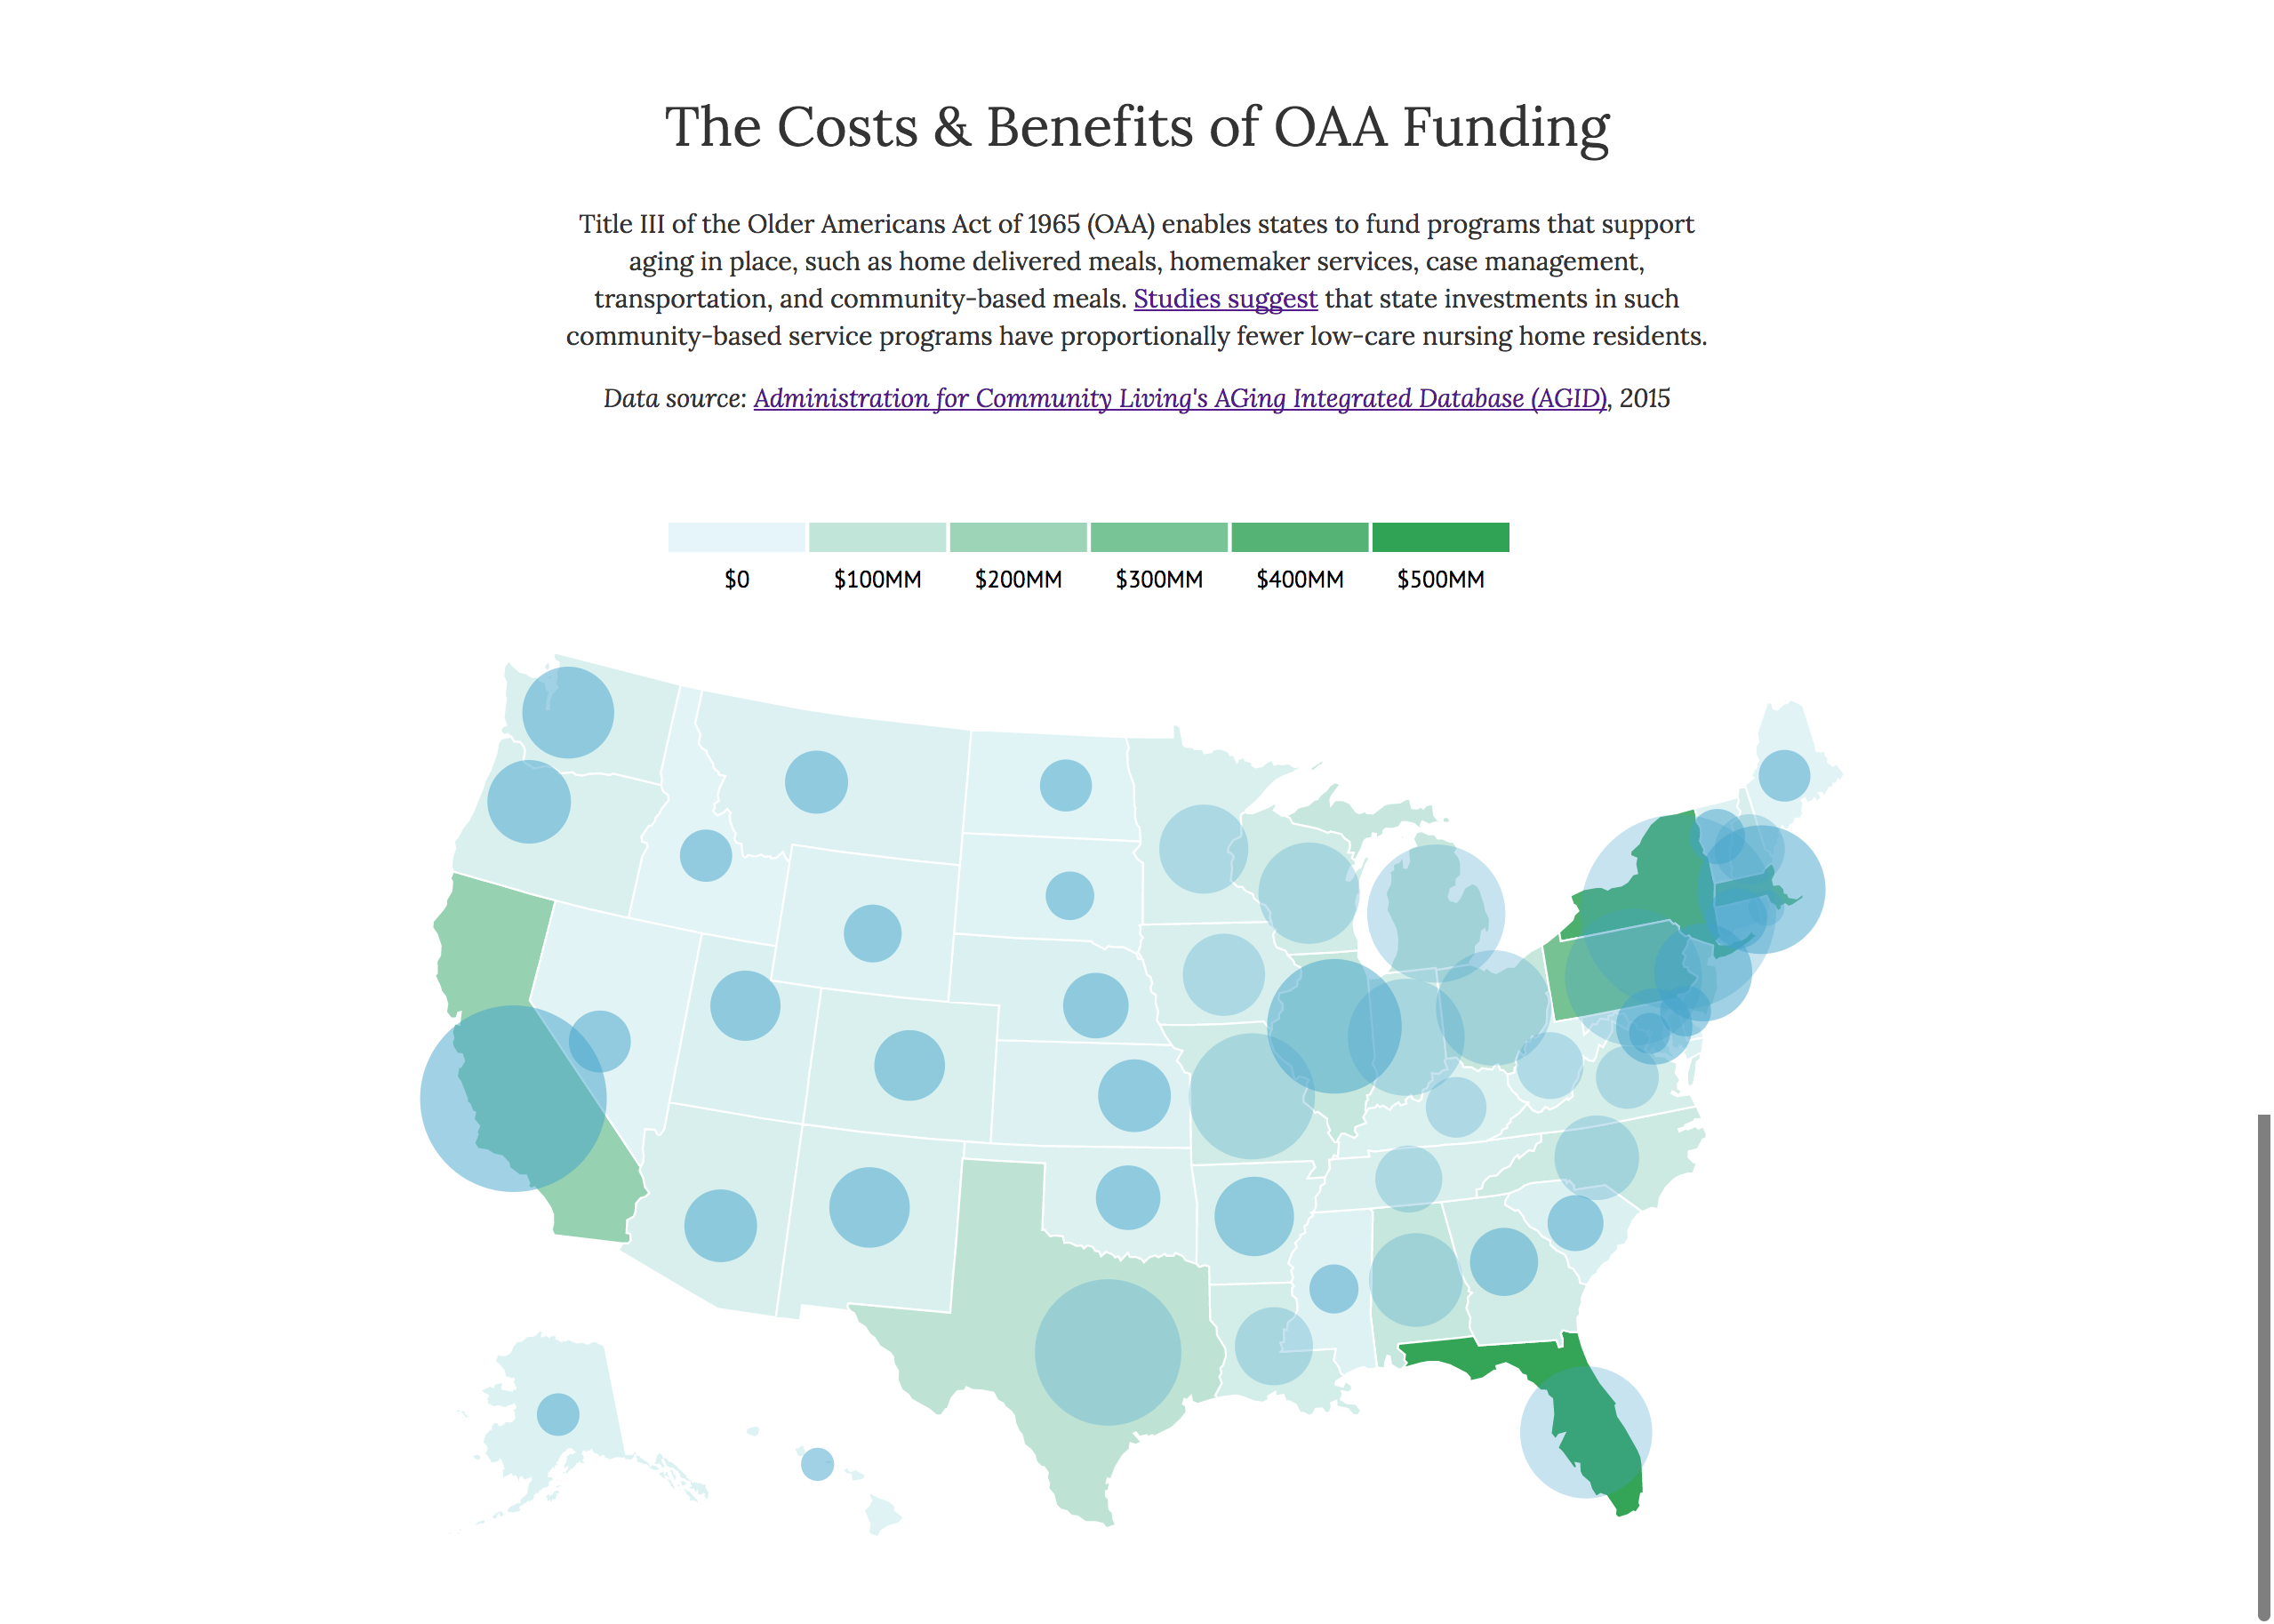 The Costs & Benefits of OAA Funding
Title III of the Older Americans Act of 1965 (OAA) enables states to fund programs that support
aging in place, such as home delivered meals, homemaker services, case management,
transportation, and community-based meals. Studies suggest that state investments in such
community-based service programs have proportionally fewer low-care nursing home residents.
Data source: Administration for Community Living's AGing Integrated Database (AGID), 2015
$0 $100MM $200MM $300MM $400MM $500MM